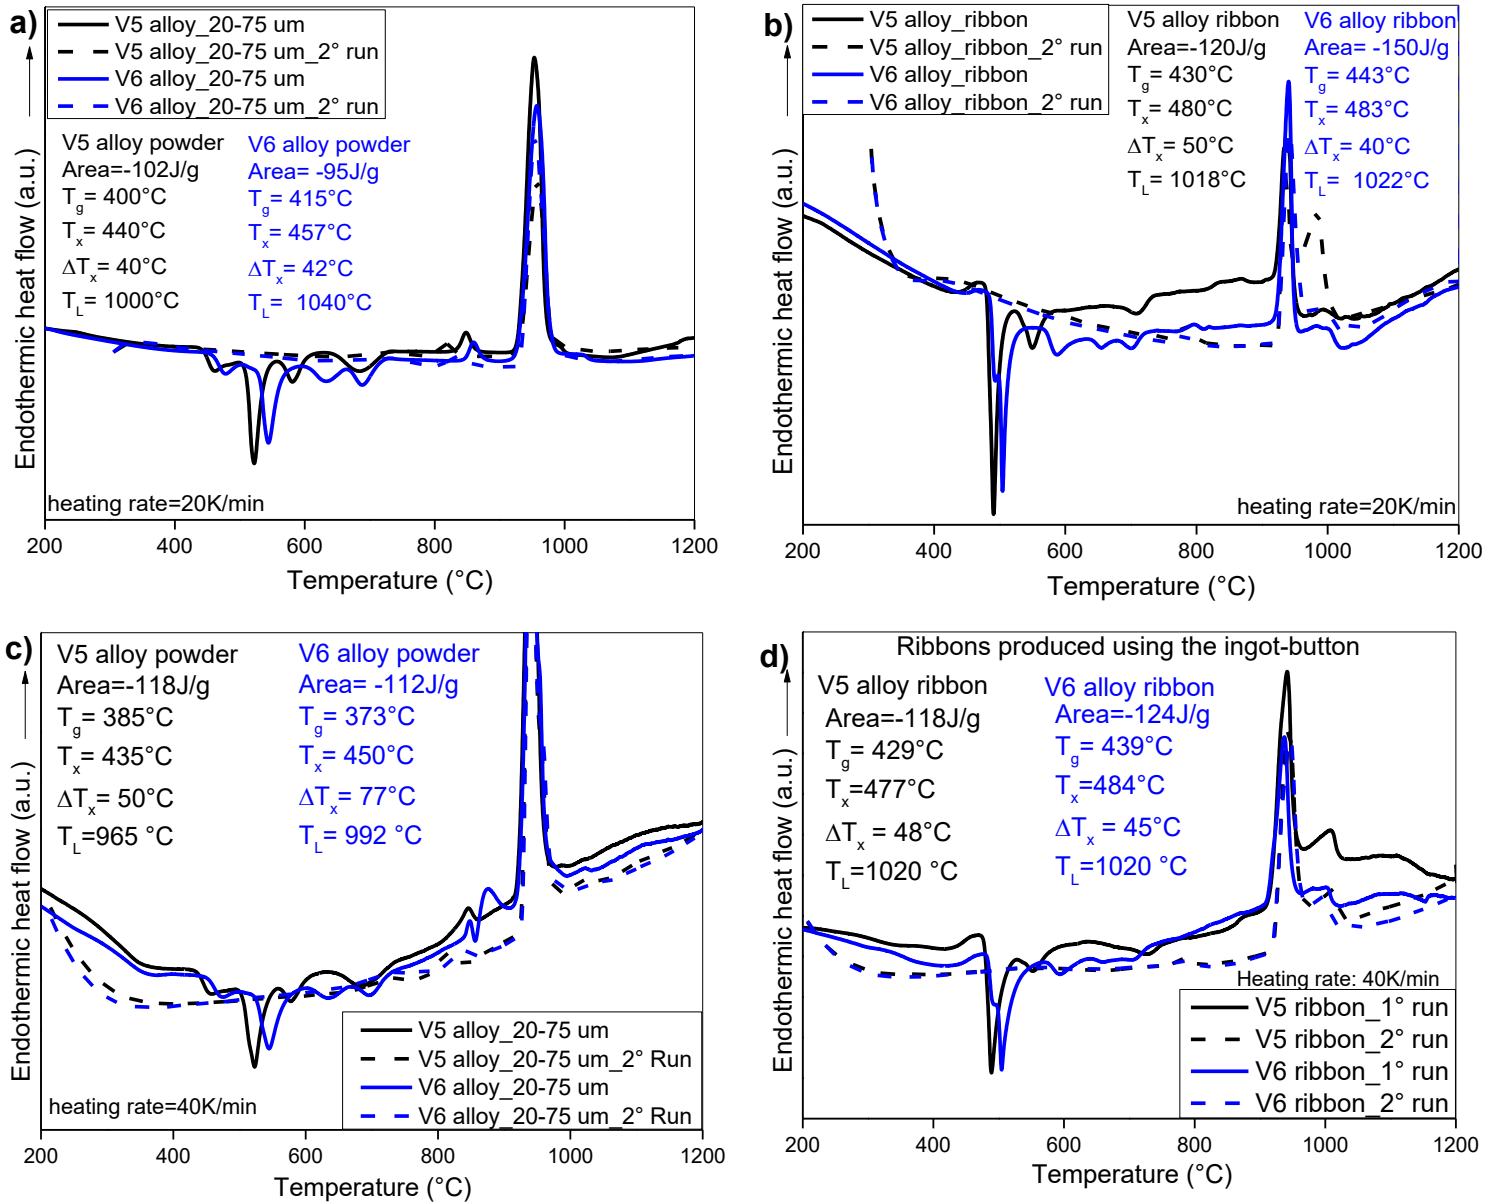 a)
V5 alloy_20-75 um
V5 alloy_20-75 um_2° run
V6 alloy_20-75 um
V6 alloy_20-75 um_2° run
V5 alloy powder
Area=-102J/g
Tg= 400°C
Tx= 440°C
ΔTx= 40°C
TL= 1000°C
V6 alloy powder
Area= -95J/g
Tg= 415°C
Tx= 457°C
ΔTx= 42°C
TL= 1040°C
heating rate=20K/min
Endothermic heat flow (a.u.)
200 400 600 800 1000 1200
Temperature (°C)
b)
V5 alloy_ribbon
V5 alloy_ribbon_2° run
V6 alloy_ribbon
V6 alloy_ribbon_2° run
V5 alloy ribbon
Area=-120J/g
Tg= 430°C
Tx= 480°C
ΔTx= 50°C
TL= 1018°C
V6 alloy ribbon
Area= -150J/g
Tg= 443°C
Tx= 483°C
ΔTx= 40°C
TL= 1022°C
heating rate=20K/min
Endothermic heat flow (a.u.)
200 400 600 800 1000 1200
Temperature (°C)
c)
V5 alloy powder
Area=-118J/g
Tg= 385°C
Tx= 435°C
ΔTx= 50°C
TL=965 °C
V6 alloy powder
Area= -112J/g
Tg= 373°C
Tx= 450°C
ΔTx= 77°C
TL= 992 °C
V5 alloy_20-75 um
V5 alloy_20-75 um_2° Run
V6 alloy_20-75 um
V6 alloy_20-75 um_2° Run
heating rate=40K/min
Endothermic heat flow (a.u.)
200 400 600 800 1000 1200
Temperature (°C)
d)
Ribbons produced using the ingot-button
V5 alloy ribbon
Area=-118J/g
Tg= 429°C
Tx=477°C
ΔTx = 48°C
TL=1020 °C
V6 alloy ribbon
Area=-124J/g
Tg= 439°C
Tx=484°C
ΔTx = 45°C
TL=1020 °C
Heating rate: 40K/min
V5 ribbon_1° run
V5 ribbon_2° run
V6 ribbon_1° run
V6 ribbon_2° run
Endothermic heat flow (a.u.)
200 400 600 800 1000 1200
Temperature (°C)